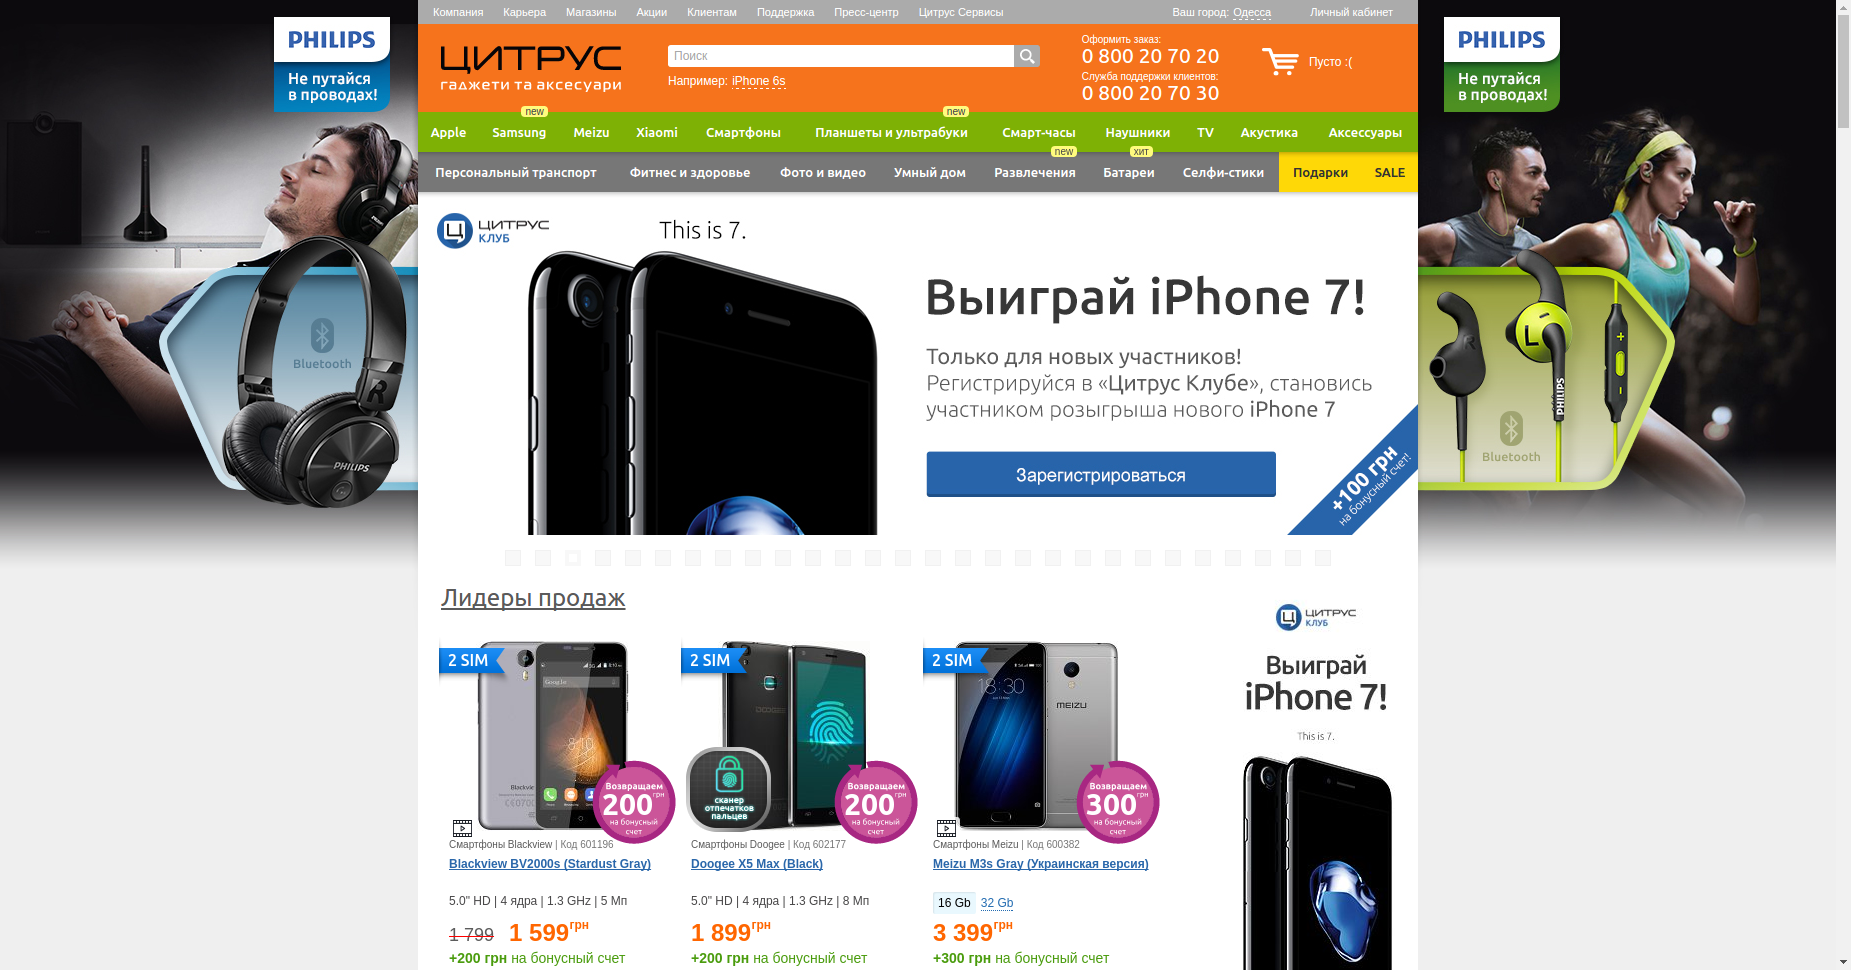 Компания Карьера Магазины Акции Клиентам Поддержка Пресс-центр Цитрус Сервисы Ваш город: Одесса Личный кабинет
PHILIPS
Не путайся
в проводах!
ЦИТРУС
гаджети та аксесуари
Поиск
Например: iPhone 6s
Оформить заказ:
0 800 20 70 20
Служба поддержки клиентов:
0 800 20 70 30
Пусто :(
PHILIPS
Не путайся
в проводах!
new new
Apple Samsung Meizu Xiaomi Смартфоны Планшеты и ультрабуки Смарт-часы Наушники TV Акустика Аксессуары
new хит
Персональный транспорт Фитнес и здоровье Фото и видео Умный дом Развлечения Батареи Селфи-стики Подарки SALE
ЦИТРУС
КЛУБ
This is 7.
Выиграй iPhone 7!
Только для новых участников!
Регистрируйся в «Цитрус Клубе», становись
участником розыгрыша нового iPhone 7
Зарегистрироваться
+100 грн
на бонусный счет!
Bluetooth
R
PHILIPS
R
L
PHILIPS
+
-
Bluetooth
Лидеры продаж
2 SIM
8:10
Google
8:10
Blackview
Возвращаем
200 грн
на бонусный
счет
Смартфоны Blackview | Код 601196
Blackview BV2000s (Stardust Gray)
5.0" HD | 4 ядра | 1.3 GHz | 5 Мп
1 799 1 599 грн
+200 грн на бонусный счет
2 SIM
DOOGEE
сканер
отпечатков
пальцев
Возвращаем
200 грн
на бонусный
счет
Смартфоны Doogee | Код 602177
Doogee X5 Max (Black)
5.0" HD | 4 ядра | 1.3 GHz | 8 Мп
1 899 грн
+200 грн на бонусный счет
2 SIM
18:30
MEIZU
Возвращаем
300 грн
на бонусный
счет
Смартфоны Meizu | Код 600382
Meizu M3s Gray (Украинская версия)
16 Gb 32 Gb
3 399 грн
+300 грн на бонусный счет
ЦИТРУС
КЛУБ
Выиграй
iPhone 7!
This is 7.